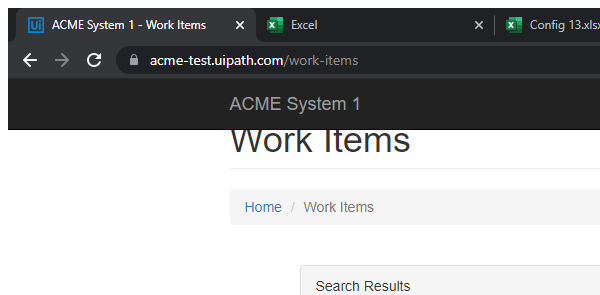 Ui ACME System 1 - Work Items Excel Config 13.xlsx
acme-test.uipath.com/work-items
ACME System 1
Work Items
Home / Work Items
Search Results